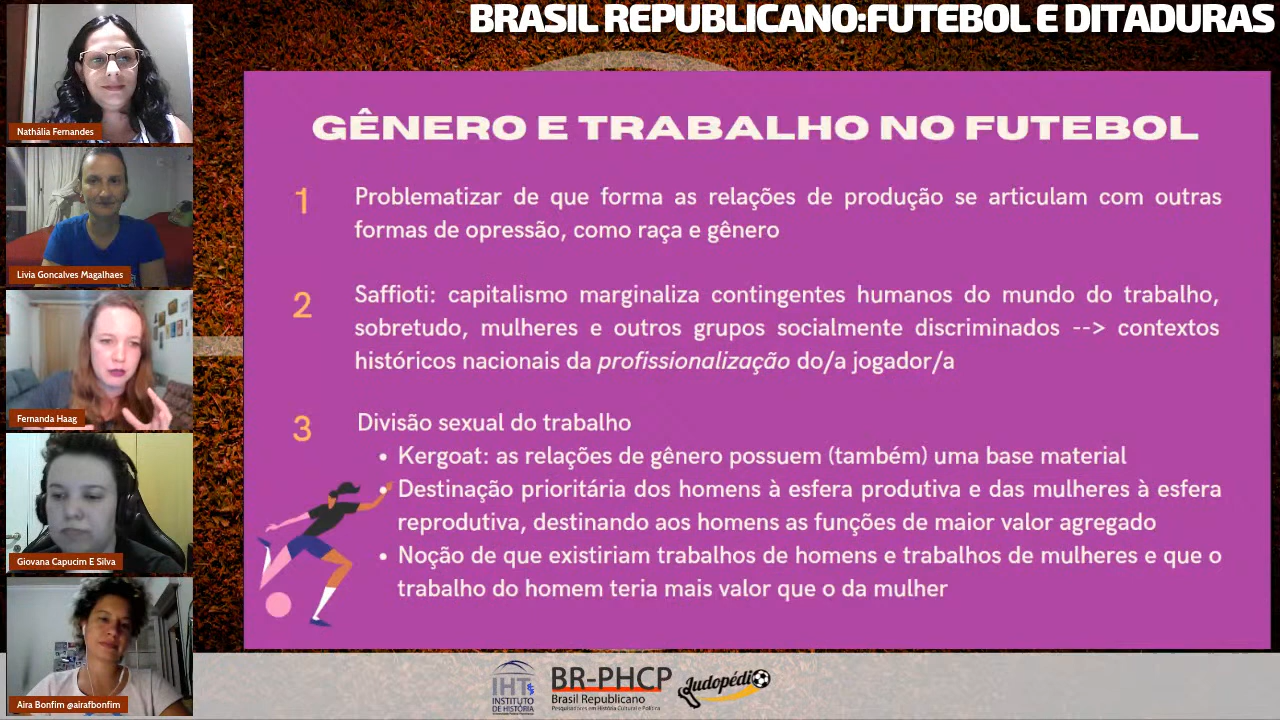 BRASIL REPUBLICANO:FUTEBOL E DITADURAS
Nathália Fernandes
Livia Goncalves Magalhaes
Fernanda Haag
Giovana Capucim E Silva
Aira Bonfim @airafbonfim
GÊNERO E TRABALHO NO FUTEBOL
1 Problematizar de que forma as relações de produção se articulam com outras
formas de opressão, como raça e gênero
2 Saffioti: capitalismo marginaliza contingentes humanos do mundo do trabalho,
sobretudo, mulheres e outros grupos socialmente discriminados --> contextos
históricos nacionais da profissionalização do/a jogador/a
3 Divisão sexual do trabalho
• Kergoat: as relações de gênero possuem (também) uma base material
• Destinação prioritária dos homens à esfera produtiva e das mulheres à esfera
reprodutiva, destinando aos homens as funções de maior valor agregado
• Noção de que existiriam trabalhos de homens e trabalhos de mulheres e que o
trabalho do homem teria mais valor que o da mulher
IHT
INSTITUTO
DE HISTÓRIA
BR-PHCP
Brasil Republicano
Pesquisadores em História Cultural e Política
Ludopédio